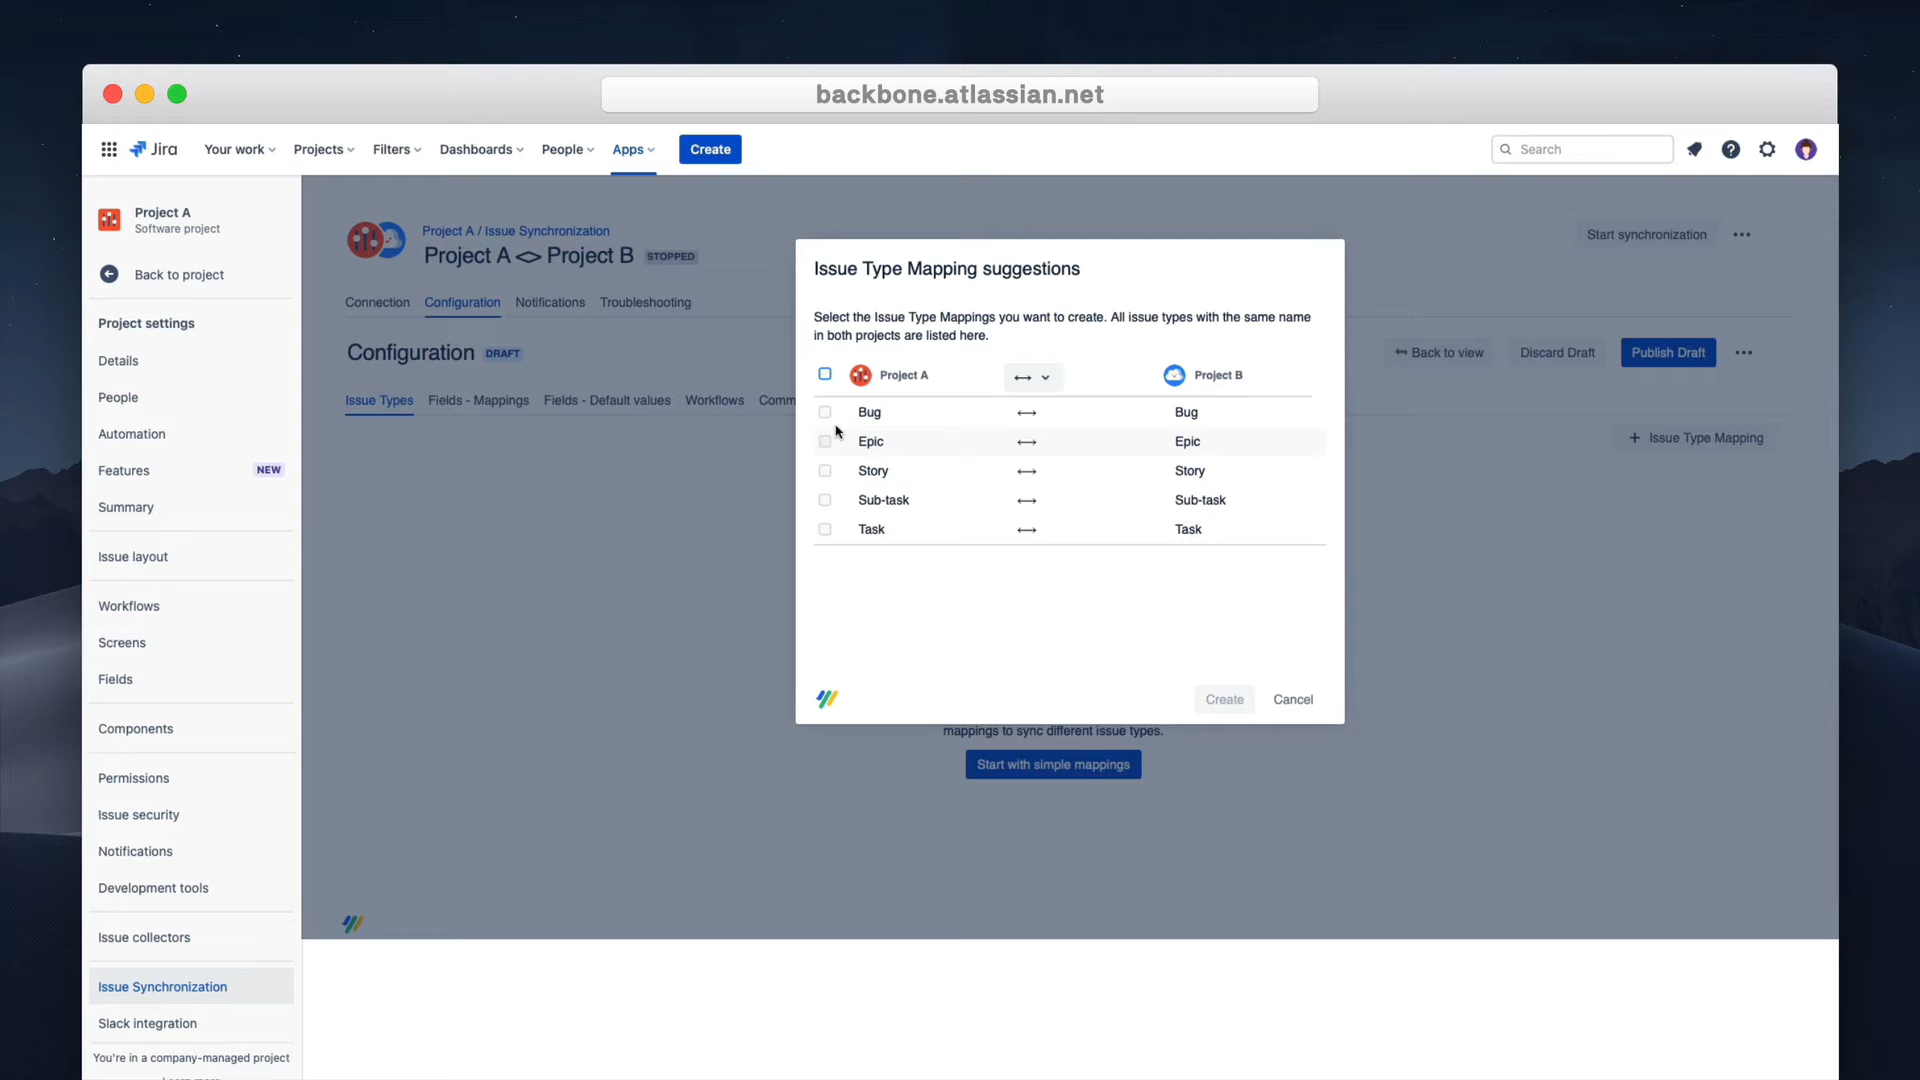 backbone.atlassian.net
Jira Your work Projects Filters Dashboards People Apps Create Search
Project A
Software project
Back to project
Project settings
Details
People
Automation
Features NEW
Summary
Issue layout
Workflows
Screens
Fields
Components
Permissions
Issue security
Notifications
Development tools
Issue collectors
Issue Synchronization
Slack integration
You're in a company-managed project
Project A / Issue Synchronization
Project A <> Project B STOPPED
Start synchronization
Connection Configuration Notifications Troubleshooting
Configuration DRAFT
Back to view Discard Draft Publish Draft
Issue Types Fields - Mappings Fields - Default values Workflows Comm
+ Issue Type Mapping
Issue Type Mapping suggestions
Select the Issue Type Mappings you want to create. All issue types with the same name
in both projects are listed here.
Project A Project B
Bug Bug
Epic Epic
Story Story
Sub-task Sub-task
Task Task
Create Cancel
mappings to sync different issue types.
Start with simple mappings